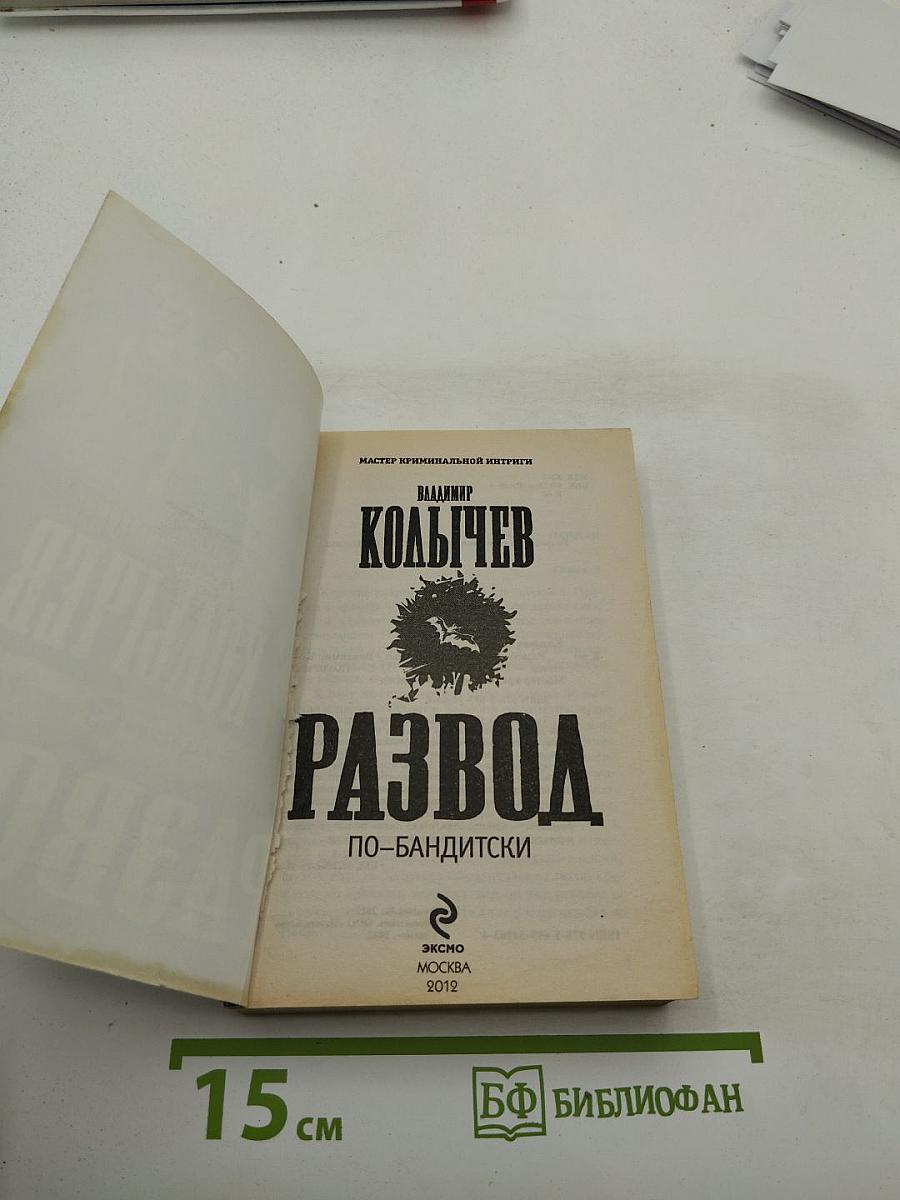 МАСТЕР КРИМИНАЛЬНОЙ ИНТРИГИ
ВЛАДИМИР
КОЛЫЧЕВ
РАЗВОД
ПО-БАНДИТСКИ
ЭКСМО
МОСКВА
2012
15 см
БФ БИБЛИОФАН